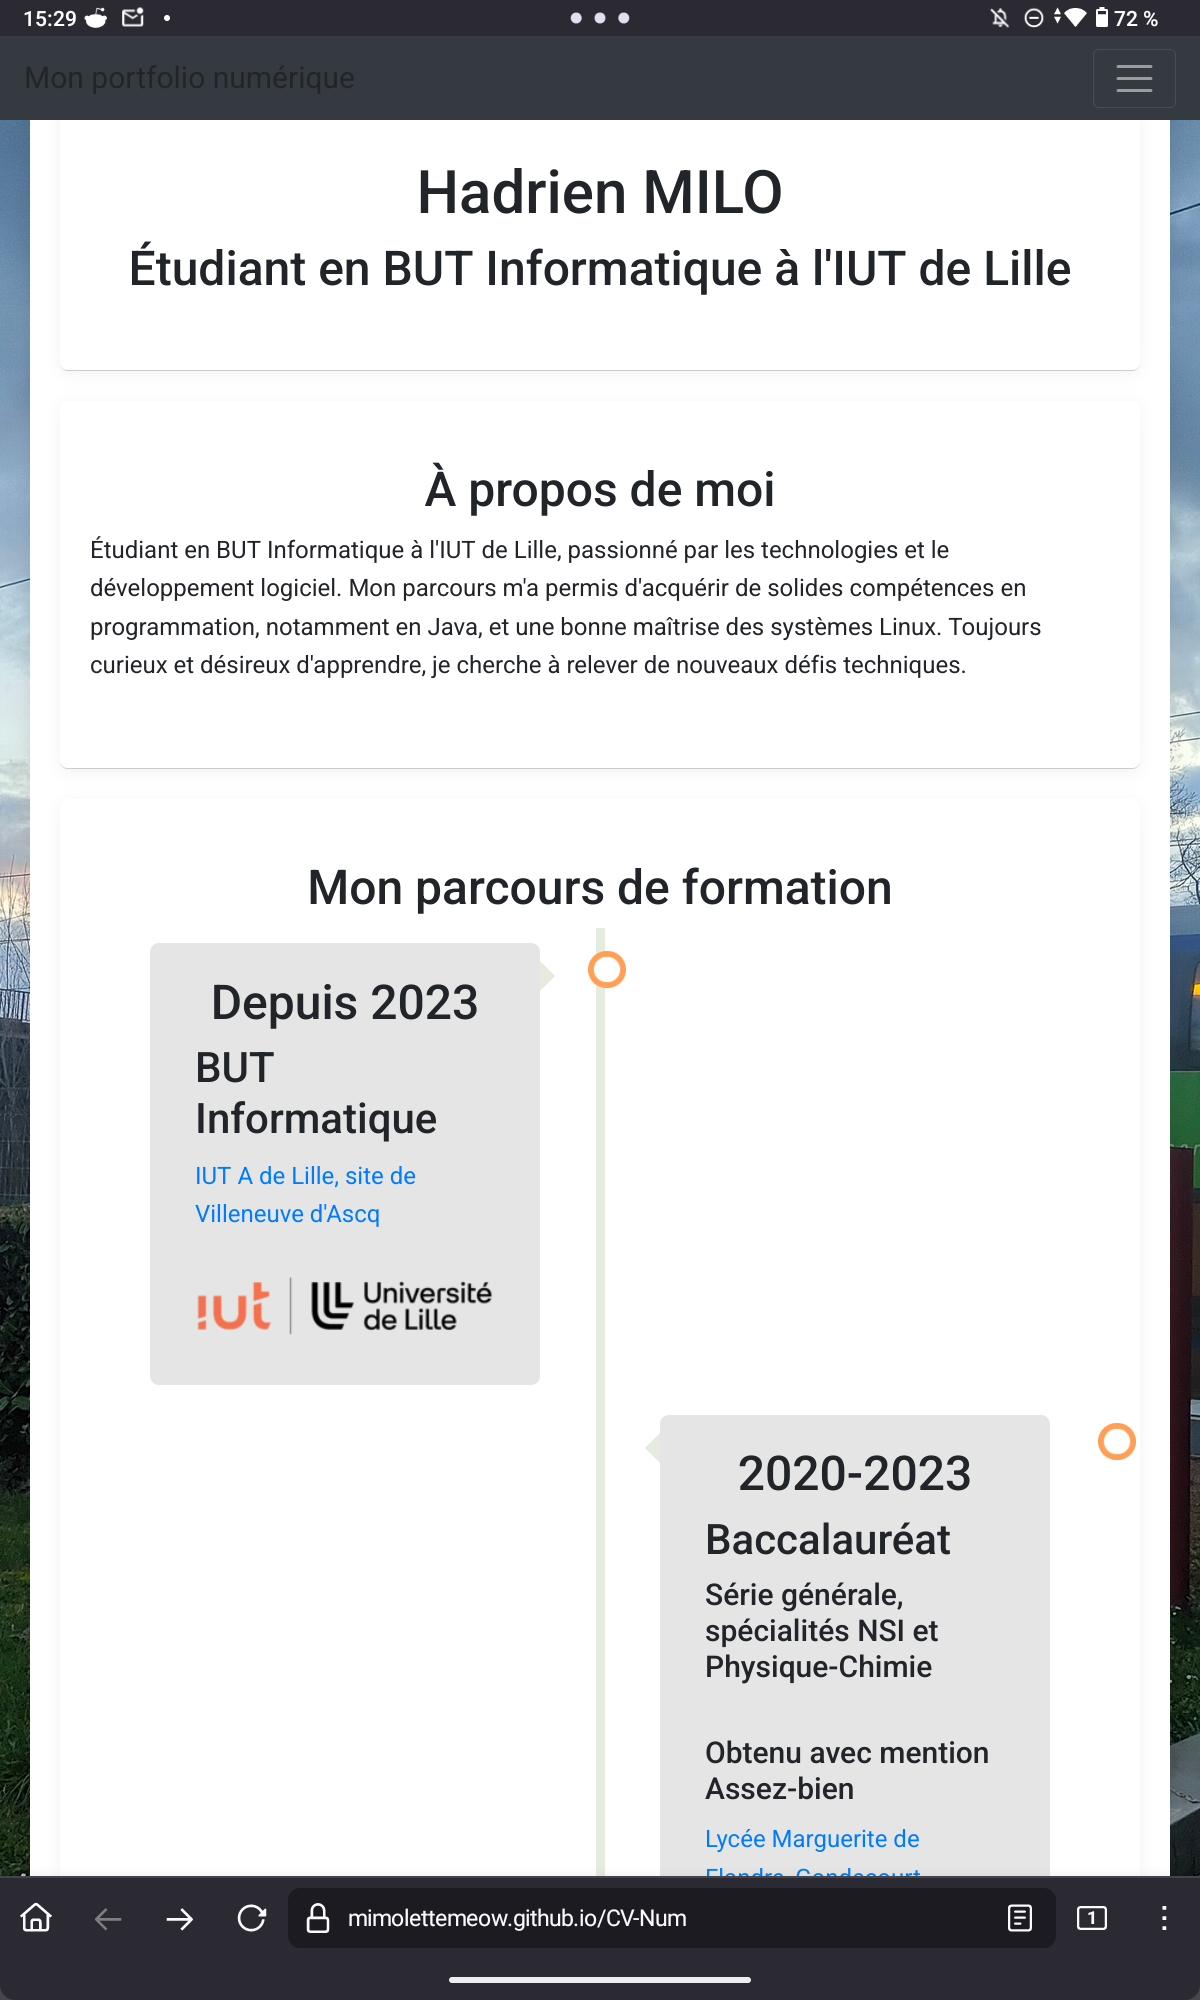 15:29
72 %
Mon portfolio numérique
Hadrien MILO
Étudiant en BUT Informatique à l'IUT de Lille
À propos de moi
Étudiant en BUT Informatique à l'IUT de Lille, passionné par les technologies et le
développement logiciel. Mon parcours m'a permis d'acquérir de solides compétences en
programmation, notamment en Java, et une bonne maîtrise des systèmes Linux. Toujours
curieux et désireux d'apprendre, je cherche à relever de nouveaux défis techniques.
Mon parcours de formation
Depuis 2023
BUT
Informatique
IUT A de Lille, site de
Villeneuve d'Ascq
iut
Université
de Lille
2020-2023
Baccalauréat
Série générale,
spécialités NSI et
Physique-Chimie
Obtenu avec mention
Assez-bien
Lycée Marguerite de
mimolettemeow.github.io/CV-Num
1